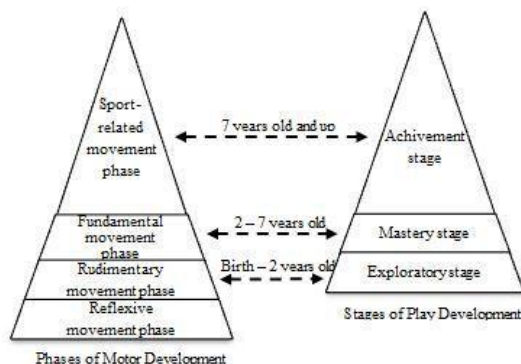 Sport-
related
movement
phase
Fundamental
movement
phase
Rudimentary
movement phase
Reflexive
movement phase
Phases of Motor Development
7 years old and up
2 – 7 years old
Birth – 2 years old
Achivement
stage
Mastery stage
Exploratory stage
Stages of Play Development